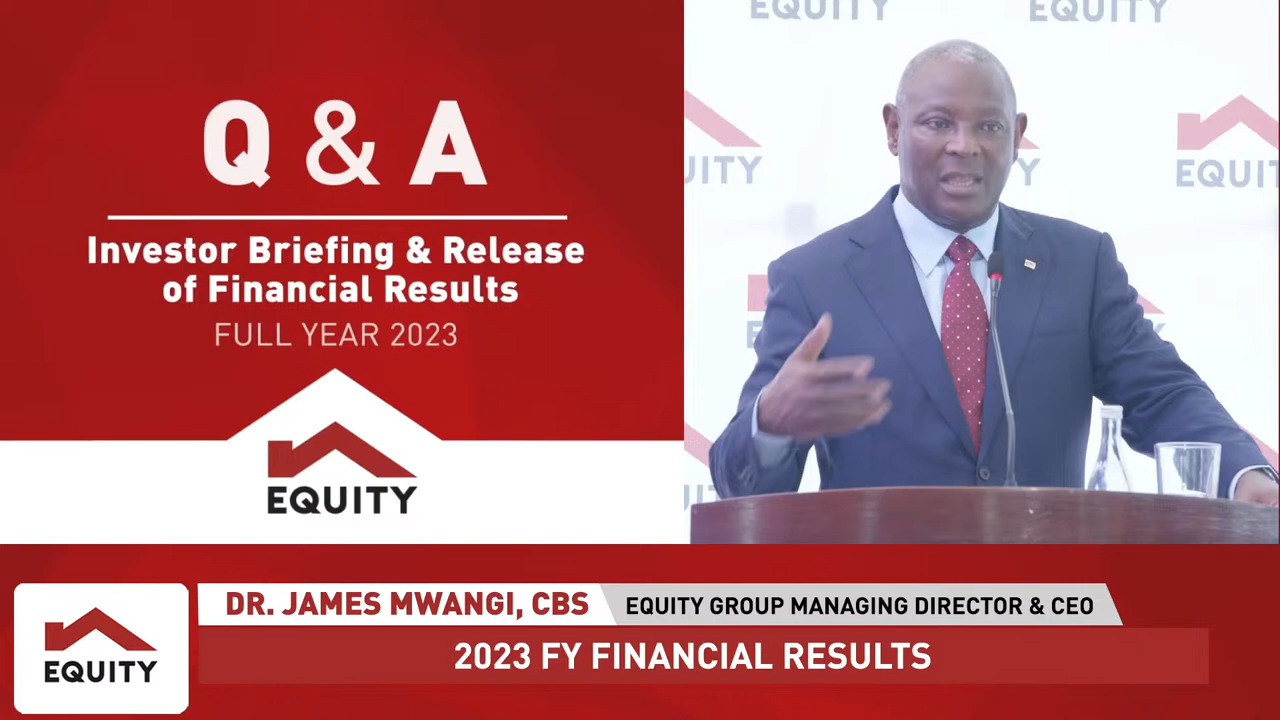 Q & A
Investor Briefing & Release
of Financial Results
FULL YEAR 2023
EQUITY
EQUITY
EQUITY
UITY
EQUITY
DR. JAMES MWANGI, CBS
EQUITY GROUP MANAGING DIRECTOR & CEO
EQUITY
2023 FY FINANCIAL RESULTS